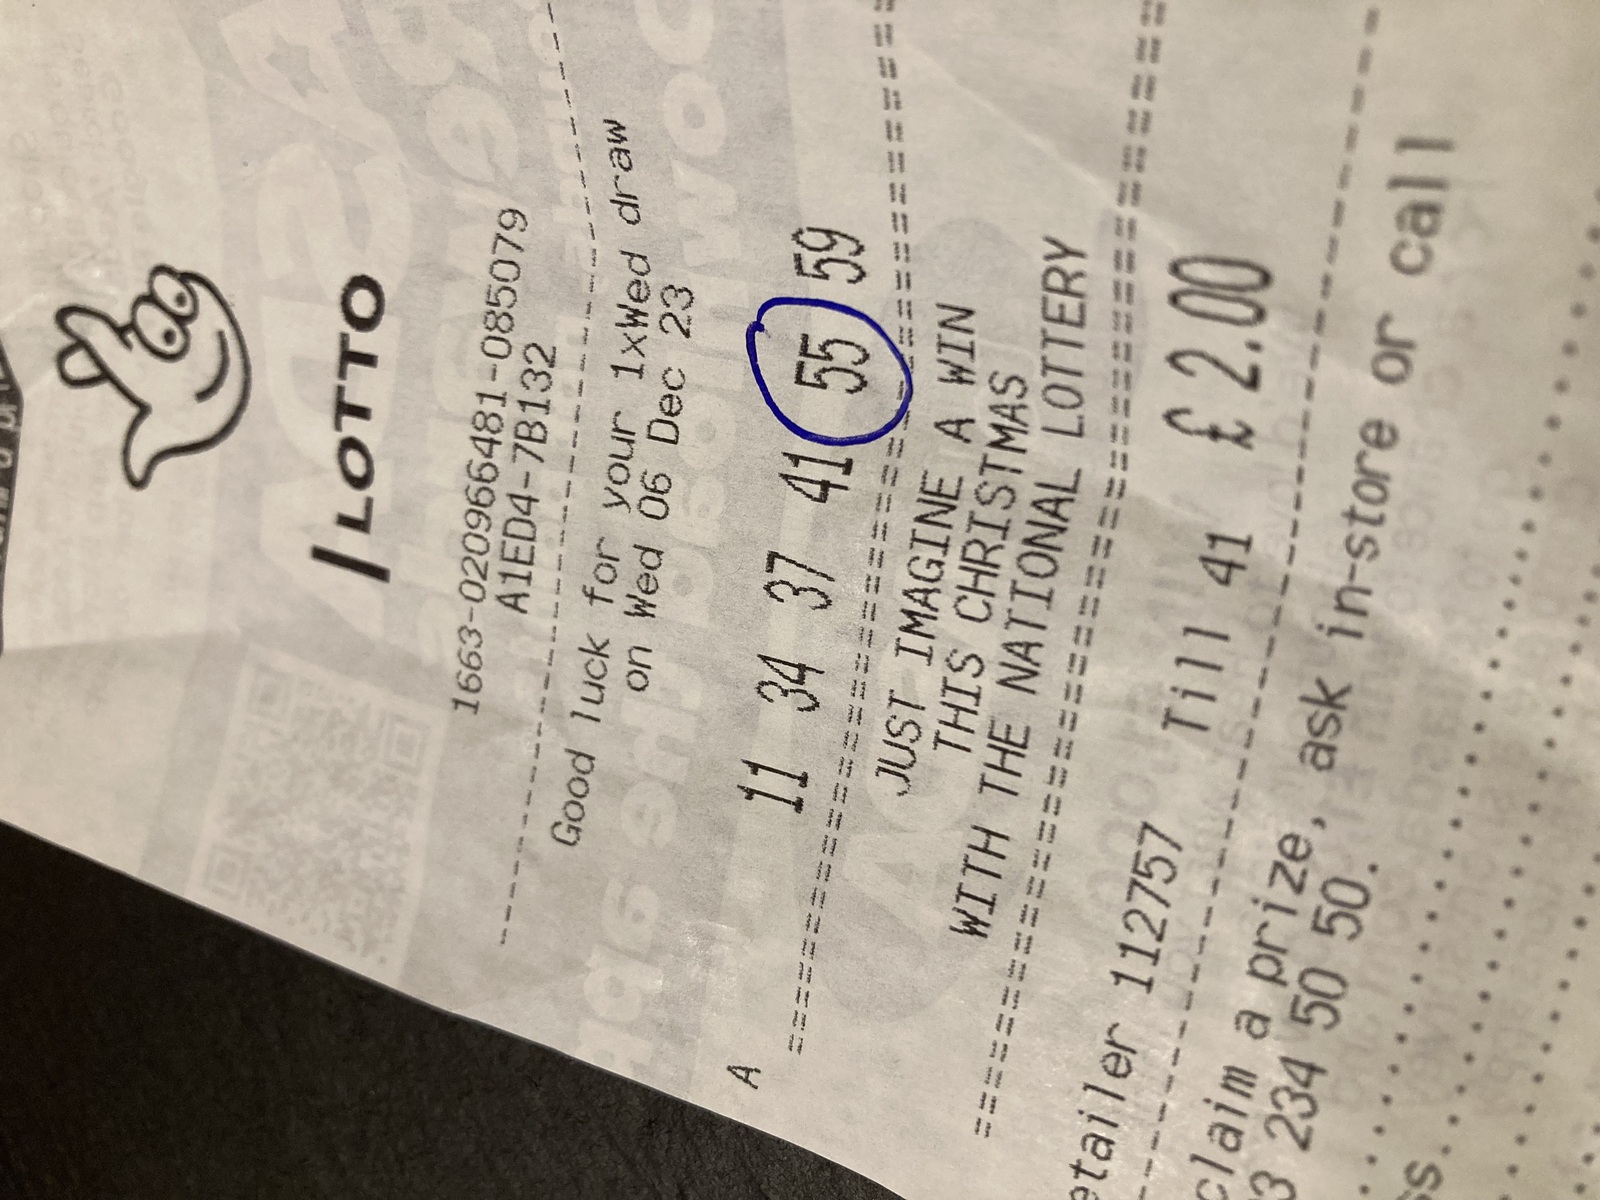 LOTTO
1663-020966481-085079
A1ED4-7B132
Good luck for your 1xWed draw
on Wed 06 Dec 23
A 11 34 37 41 55 59
JUST IMAGINE A WIN
THIS CHRISTMAS
WITH THE NATIONAL LOTTERY
etailer 112757 Till 41 £ 2.00
claim a prize, ask in-store or call
3 234 50 50.